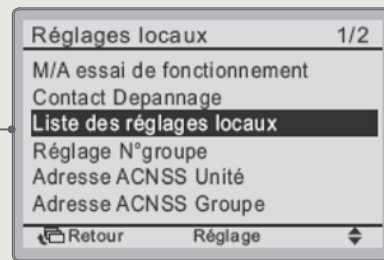 Réglages locaux 1/2
M/A essai de fonctionnement
Contact Depannage
Liste des réglages locaux
Réglage N°groupe
Adresse ACNSS Unité
Adresse ACNSS Groupe
Retour Réglage